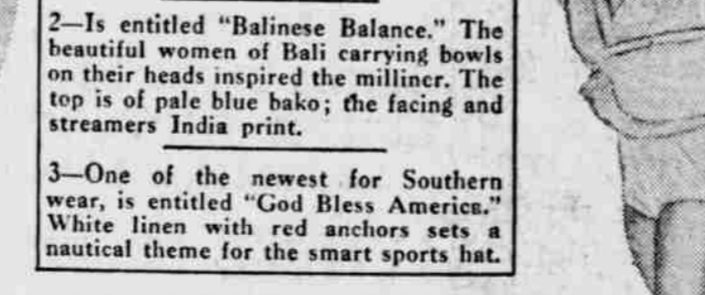 2—Is entitled "Balinese Balance." The
beautiful women of Bali carrying bowls
on their heads inspired the milliner. The
top is of pale blue bako; the facing and
streamers India print.
3—One of the newest for Southern
wear, is entitled "God Bless America."
White linen with red anchors sets a
nautical theme for the smart sports hat.